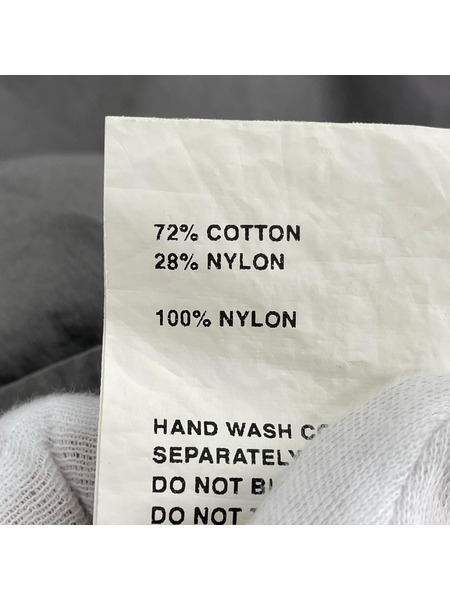 72% COTTON
28% NYLON
100% NYLON
HAND WASH
SEPARATELY
DO NOT
DO NOT